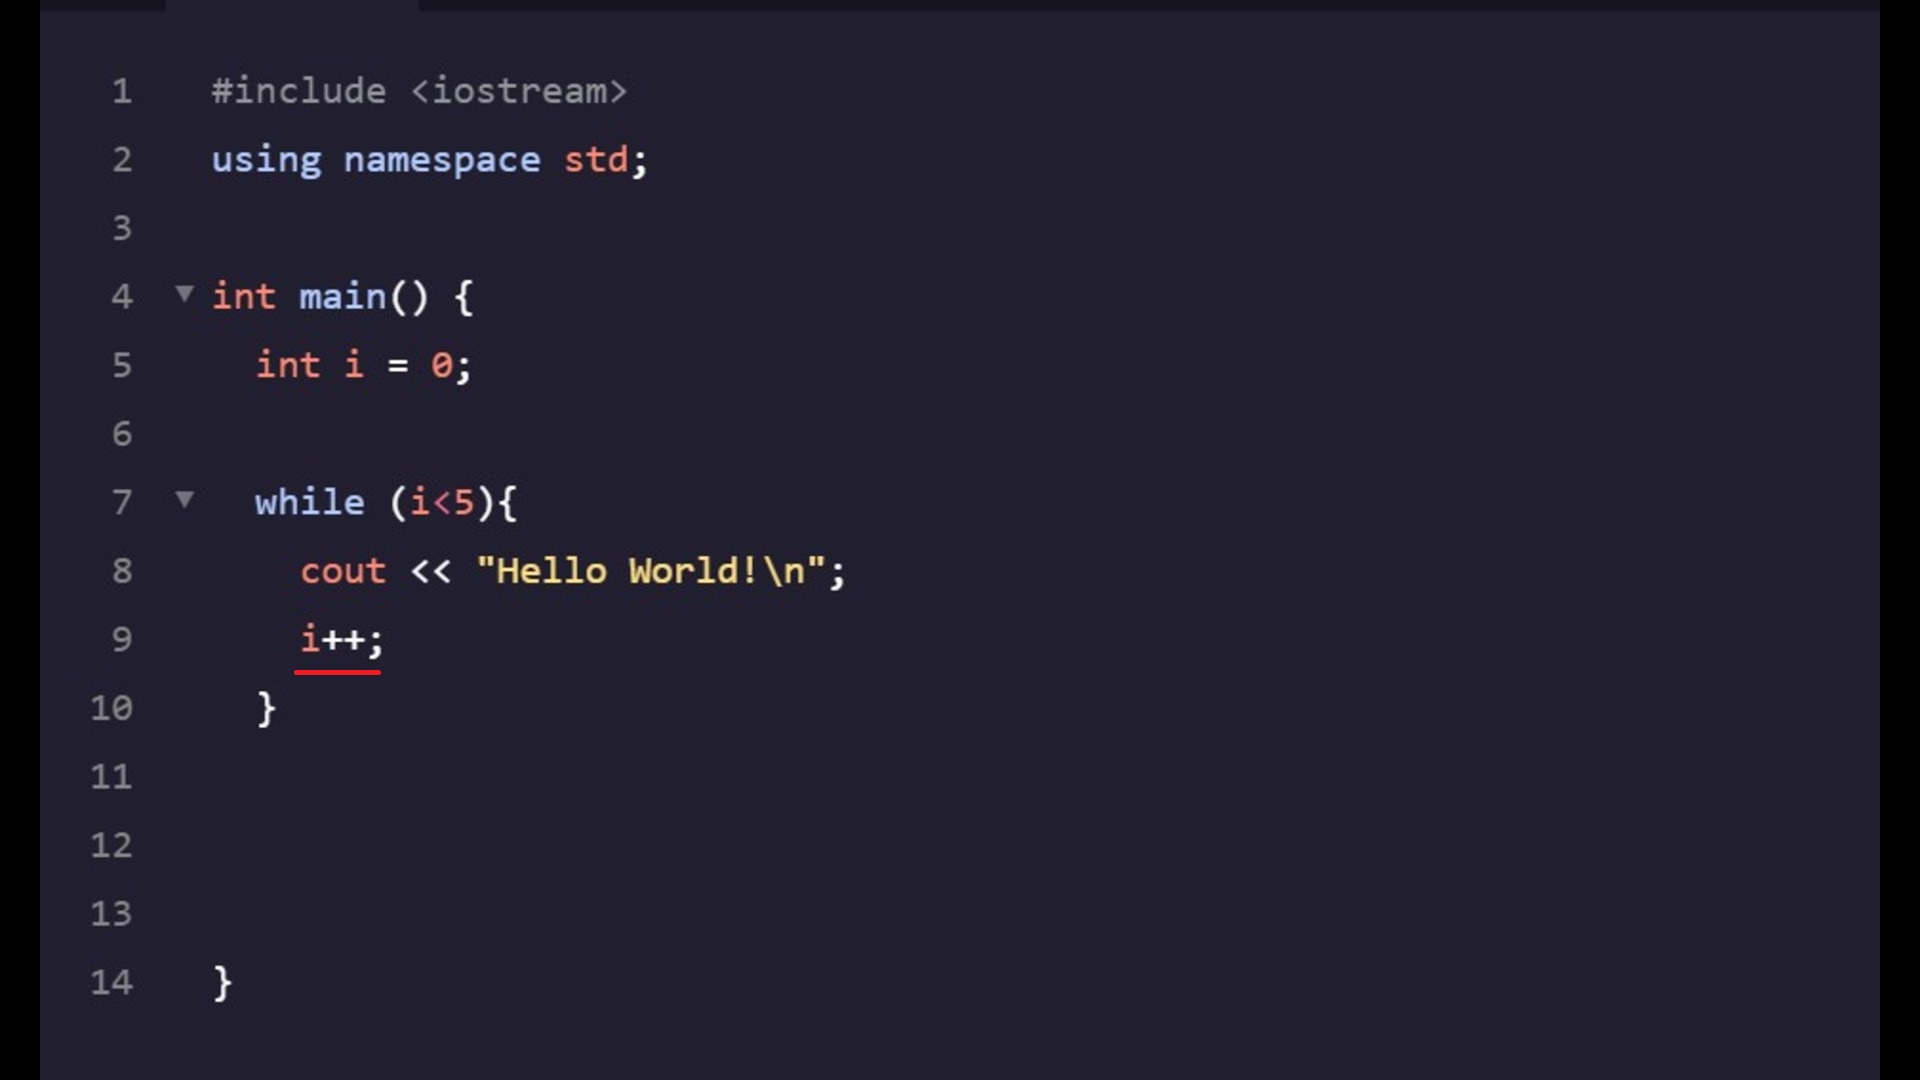 1 #include <iostream>
2 using namespace std;
3
4 int main() {
5 int i = 0;
6
7 while (i<5){
8 cout << "Hello World!\n";
9 i++;
10 }
11
12
13
14 }